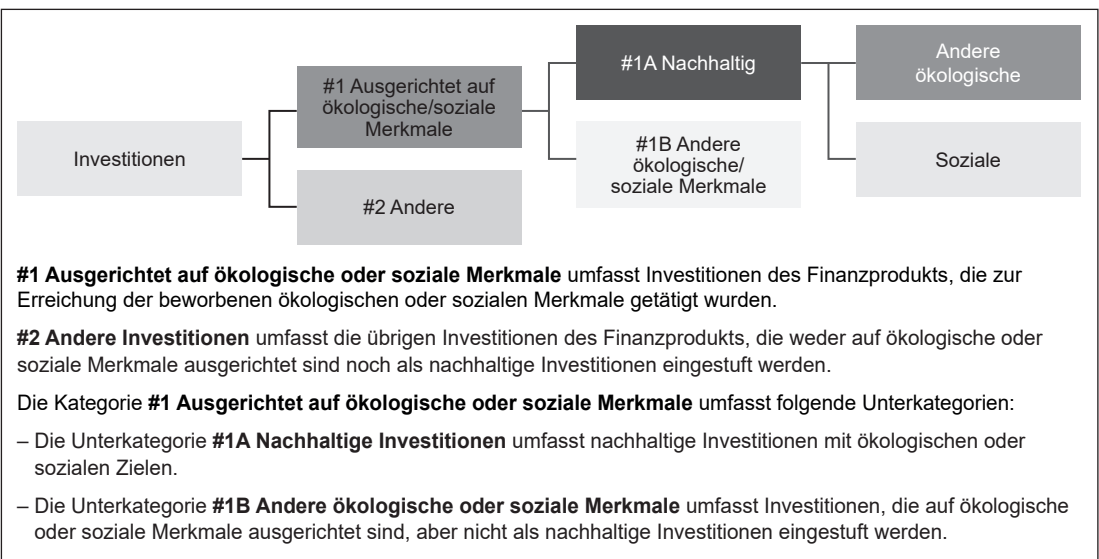 Investitionen
#1 Ausgerichtet auf
ökologische/soziale
Merkmale
#2 Andere
#1A Nachhaltig
#1B Andere
ökologische/
soziale Merkmale
Andere
ökologische
Soziale
#1 Ausgerichtet auf ökologische oder soziale Merkmale umfasst Investitionen des Finanzprodukts, die zur
Erreichung der beworbenen ökologischen oder sozialen Merkmale getätigt wurden.
#2 Andere Investitionen umfasst die übrigen Investitionen des Finanzprodukts, die weder auf ökologische oder
soziale Merkmale ausgerichtet sind noch als nachhaltige Investitionen eingestuft werden.
Die Kategorie #1 Ausgerichtet auf ökologische oder soziale Merkmale umfasst folgende Unterkategorien:
– Die Unterkategorie #1A Nachhaltige Investitionen umfasst nachhaltige Investitionen mit ökologischen oder
sozialen Zielen.
– Die Unterkategorie #1B Andere ökologische oder soziale Merkmale umfasst Investitionen, die auf ökologische
oder soziale Merkmale ausgerichtet sind, aber nicht als nachhaltige Investitionen eingestuft werden.